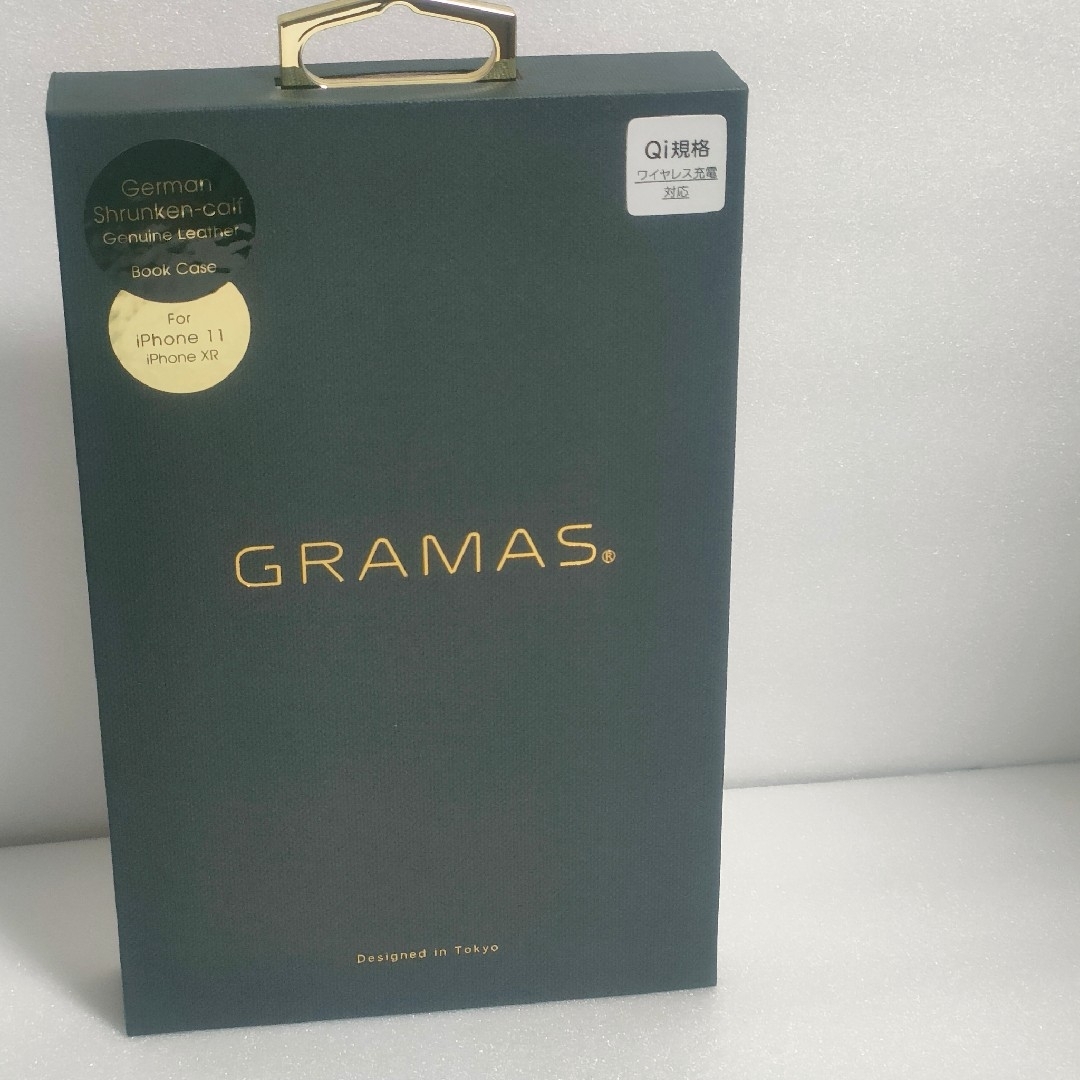 German
Shrunken-calf
Genuine Leather
Book Case
For
iPhone 11
iPhone XR
Qi規格
ワイヤレス充電
対応
GRAMAS®
Designed in Tokyo